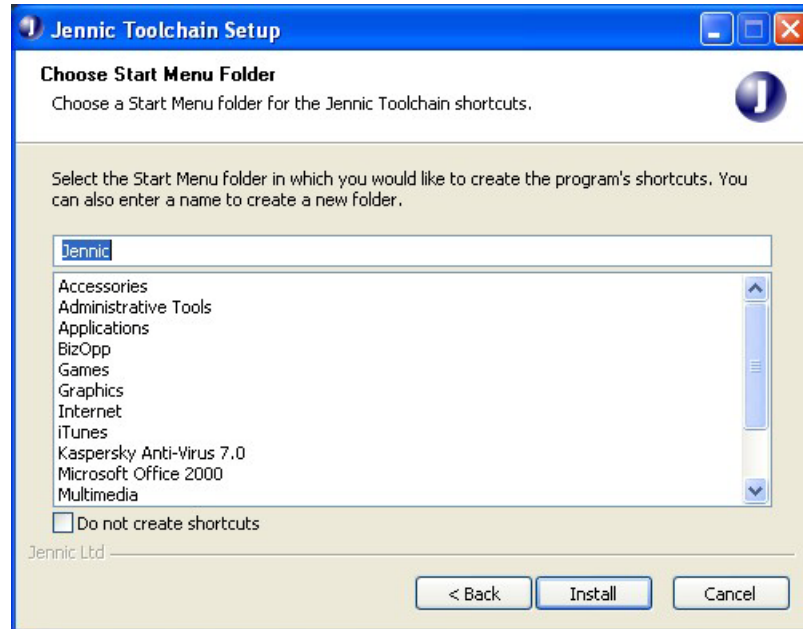 Jennic Toolchain Setup
Choose Start Menu Folder
Choose a Start Menu folder for the Jennic Toolchain shortcuts.
Select the Start Menu folder in which you would like to create the program's shortcuts. You
can also enter a name to create a new folder.
Jennic
Accessories
Administrative Tools
Applications
BizOpp
Games
Graphics
Internet
iTunes
Kaspersky Anti-Virus 7.0
Microsoft Office 2000
Multimedia
Do not create shortcuts
Jennic Ltd
< Back Install Cancel